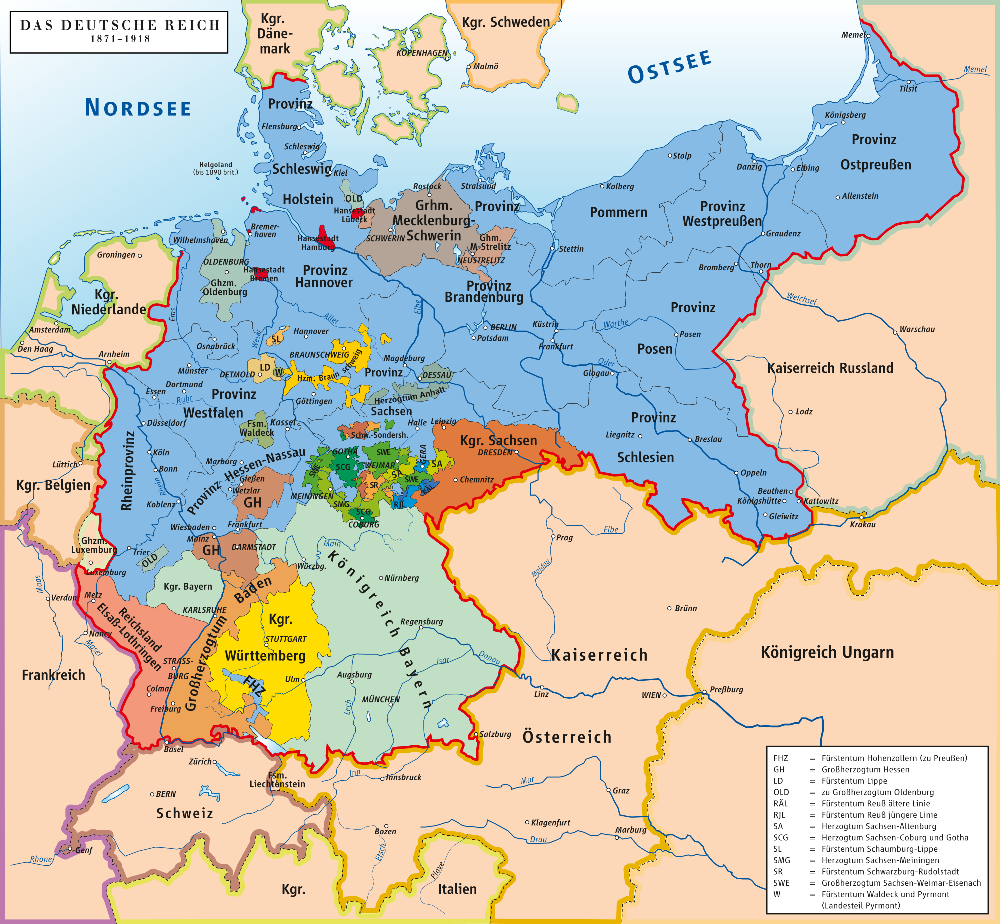 DAS DEUTSCHE REICH
1871–1918
Kgr.
Däne-
mark
Kgr. Schweden
KOPENHAGEN
Malmö
NORDSEE
OSTSEE
Memel
Memel
Tilsit
Königsberg
Provinz
Ostpreußen
Allenstein
Elbing
Danzig
Provinz
Flensburg
Schleswig
Schleswig
Kiel
Holstein
Helgoland
(bis 1890 brit.)
OLD
Hansestadt
Lübeck
Rostock
Stralsund
Grhm.
Mecklenburg-
Schwerin
SCHWERIN
Provinz
Pommern
Stolp
Kolberg
Provinz
Westpreußen
Graudenz
Stettin
Bromberg
Thorn
Weichsel
Ghm.
M-Strelitz
NEUSTRELITZ
Bremer-
haven
Wilhelmshaven
Hansestadt
Hamburg
OLDENBURG
Hansestadt
Bremen
Ghzm.
Oldenburg
Provinz
Hannover
Groningen
Kgr.
Niederlande
Amsterdam
Den Haag
Arnheim
Ems
Aller
Elbe
Weser
Provinz
Brandenburg
BERLIN
Potsdam
Küstrin
Frankfurt
Warthe
Provinz
Posen
Posen
Warschau
Kaiserreich Russland
Lodz
Osnabrück
SL
Hannover
BRAUNSCHWEIG
Hzm. Braun
schweig
Magdeburg
Provinz
Sachsen
DESSAU
Herzogtum Anhalt
Münster
DETMOLD
LD
W
Göttingen
Oder
Glogau
Essen
Dortmund
Ruhr
Provinz
Westfalen
Düsseldorf
Fsm.
Waldeck
Kassel
Schw.-Sondersh.
Halle
Leipzig
Kgr. Sachsen
DRESDEN
Chemnitz
Provinz
Schlesien
Liegnitz
Breslau
Oppeln
Beuthen
Königshütte
Kattowitz
Gleiwitz
Krakau
Rheinprovinz
Köln
Bonn
Rhein
Koblenz
Marburg
Provinz Hessen-Nassau
Gießen
Wetzlar
GH
GOTHA
SCG
SWE
SWE
WEIMAR
SA
GERA
SA
SWE
RÄL
SR
MEININGEN
SMG
RJL
SCG
COBURG
Lüttich
Kgr. Belgien
Ghzm.
Luxemburg
Luxemburg
Trier
OLD
Wiesbaden
Frankfurt
Mainz
GH
DARMSTADT
Main
Würzbg.
Nürnberg
Königreich
Bayern
Regensburg
Prag
Elbe
Moldau
Brünn
Maas
Verdun
Metz
Nancy
Mosel
Reichsland
Elsaß-Lothringen
Kgr. Bayern
KARLSRUHE
Baden
Großherzogtum
Kgr.
STUTTGART
Württemberg
Ulm
FHZ
STRASS-
BURG
Colmar
Freiburg
Frankreich
Augsburg
Isar
Donau
MÜNCHEN
Lech
Kaiserreich
Österreich
Linz
WIEN
Preßburg
Königreich Ungarn
Salzburg
Basel
Zürich
BERN
Schweiz
Fsm.
Liechtenstein
Inn
Innsbruck
Mur
Graz
Klagenfurt
Drau
Marburg
Bozen
Etsch
Piave
Genf
Rhone
Kgr.
Italien
FHZ = Fürstentum Hohenzollern (zu Preußen)
GH = Großherzogtum Hessen
LD = Fürstentum Lippe
OLD = zu Großherzogtum Oldenburg
RÄL = Fürstentum Reuß ältere Linie
RJL = Fürstentum Reuß jüngere Linie
SA = Herzogtum Sachsen-Altenburg
SCG = Herzogtum Sachsen-Coburg und Gotha
SL = Fürstentum Schaumburg-Lippe
SMG = Herzogtum Sachsen-Meiningen
SR = Fürstentum Schwarzburg-Rudolstadt
SWE = Großherzogtum Sachsen-Weimar-Eisenach
W = Fürstentum Waldeck und Pyrmont
(Landesteil Pyrmont)